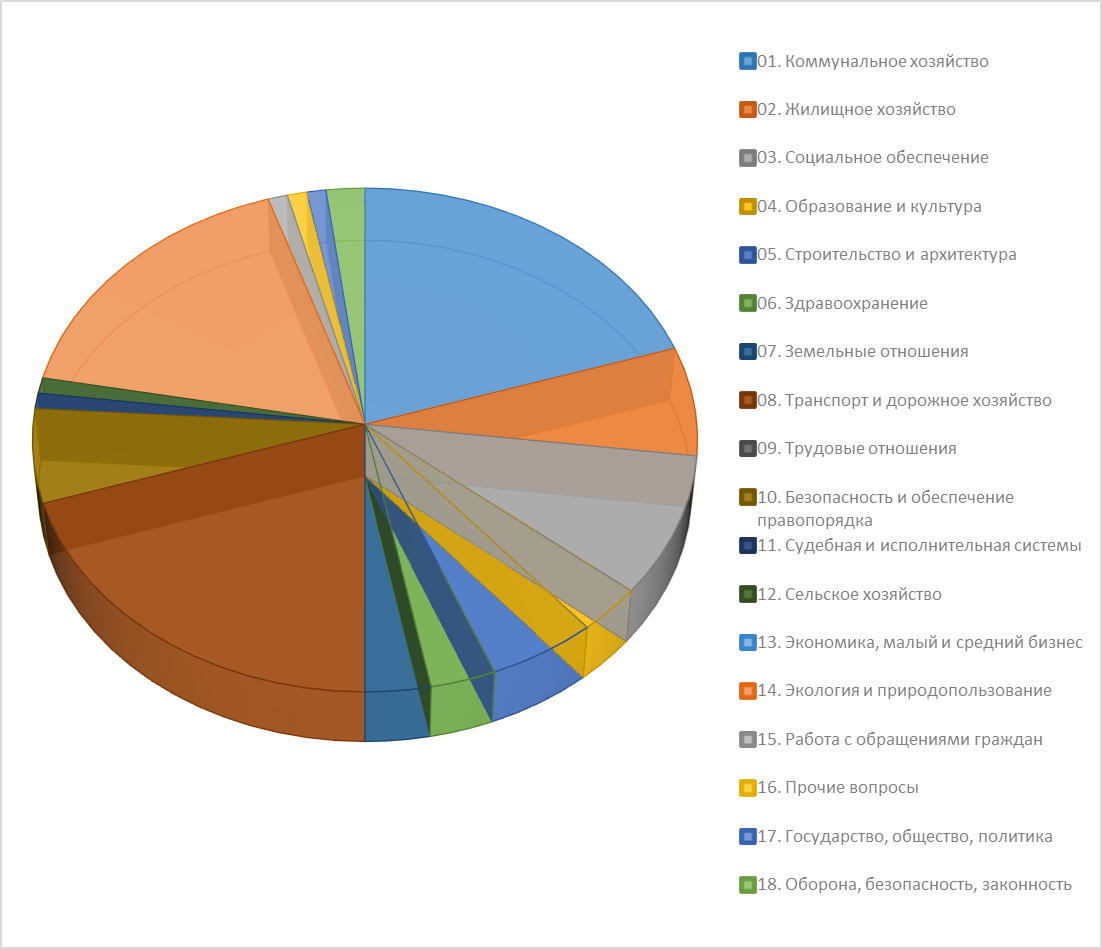 01. Коммунальное хозяйство
02. Жилищное хозяйство
03. Социальное обеспечение
04. Образование и культура
05. Строительство и архитектура
06. Здравоохранение
07. Земельные отношения
08. Транспорт и дорожное хозяйство
09. Трудовые отношения
10. Безопасность и обеспечение
правопорядка
11. Судебная и исполнительная системы
12. Сельское хозяйство
13. Экономика, малый и средний бизнес
14. Экология и природопользование
15. Работа с обращениями граждан
16. Прочие вопросы
17. Государство, общество, политика
18. Оборона, безопасность, законность